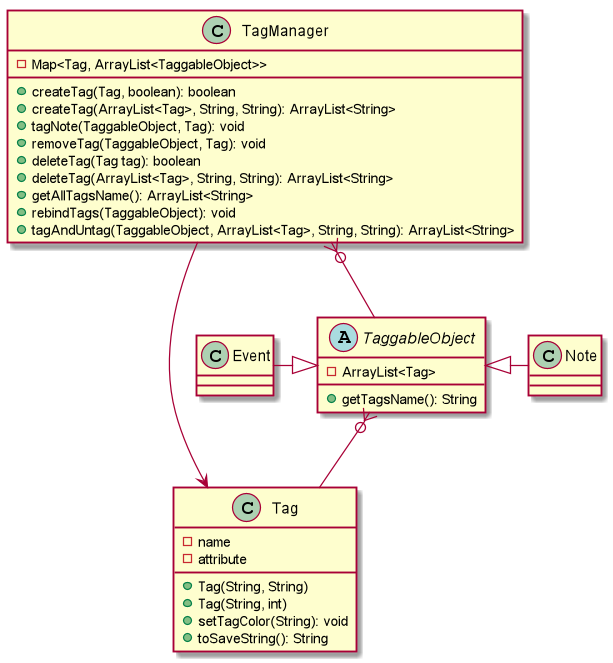 C TagManager
Map<Tag, ArrayList<TaggableObject>>
createTag(Tag, boolean): boolean
createTag(ArrayList<Tag>, String, String): ArrayList<String>
tagNote(TaggableObject, Tag): void
removeTag(TaggableObject, Tag): void
deleteTag(Tag tag): boolean
deleteTag(ArrayList<Tag>, String, String): ArrayList<String>
getAllTagsName(): ArrayList<String>
rebindTags(TaggableObject): void
tagAndUntag(TaggableObject, ArrayList<Tag>, String, String): ArrayList<String>
C Event
A TaggableObject
ArrayList<Tag>
getTagsName(): String
C Note
C Tag
name
attribute
Tag(String, String)
Tag(String, int)
setTagColor(String): void
toSaveString(): String